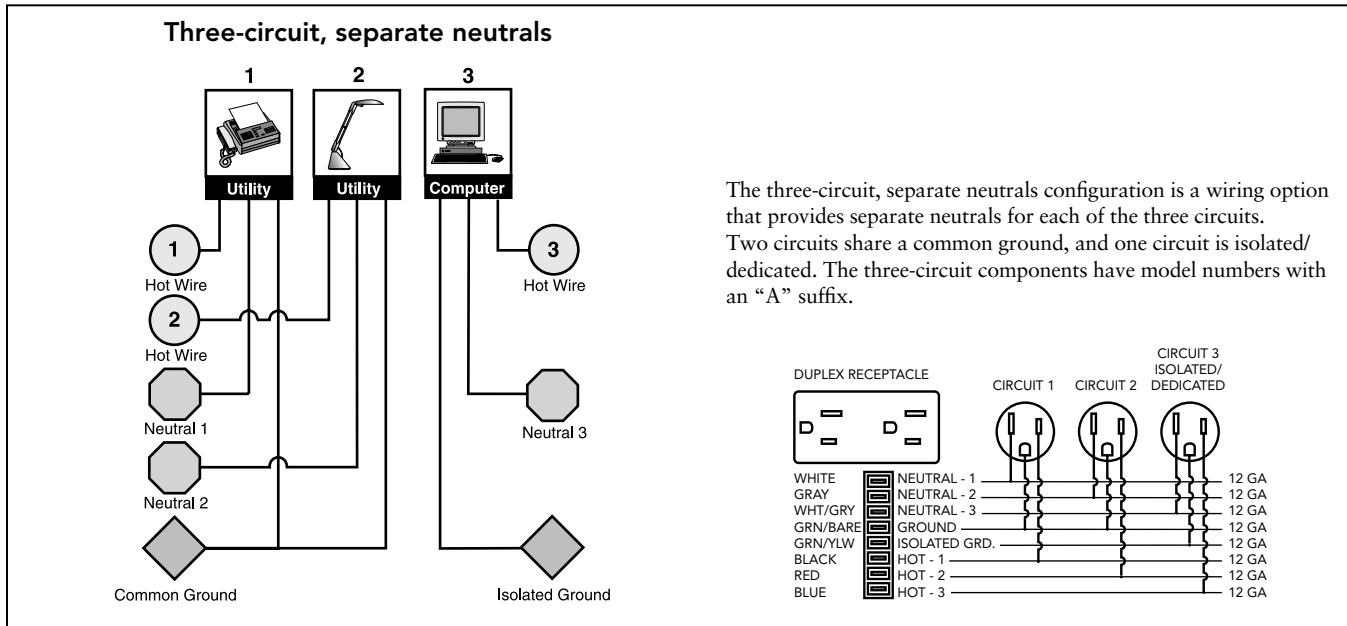 Three-circuit, separate neutrals
1 2 3
Utility Utility Computer
1
Hot Wire
3
Hot Wire
2
Hot Wire
Neutral 1
Neutral 3
Neutral 2
Common Ground
Isolated Ground
The three-circuit, separate neutrals configuration is a wiring option
that provides separate neutrals for each of the three circuits.
Two circuits share a common ground, and one circuit is isolated/
dedicated. The three-circuit components have model numbers with
an “A” suffix.
DUPLEX RECEPTACLE
CIRCUIT 1
CIRCUIT 2
CIRCUIT 3
ISOLATED/
DEDICATED
WHITE NEUTRAL - 1 12 GA
GRAY NEUTRAL - 2 12 GA
WHT/GRY NEUTRAL - 3 12 GA
GRN/BARE GROUND 12 GA
GRN/YLW ISOLATED GRD. 12 GA
BLACK HOT - 1 12 GA
RED HOT - 2 12 GA
BLUE HOT - 3 12 GA